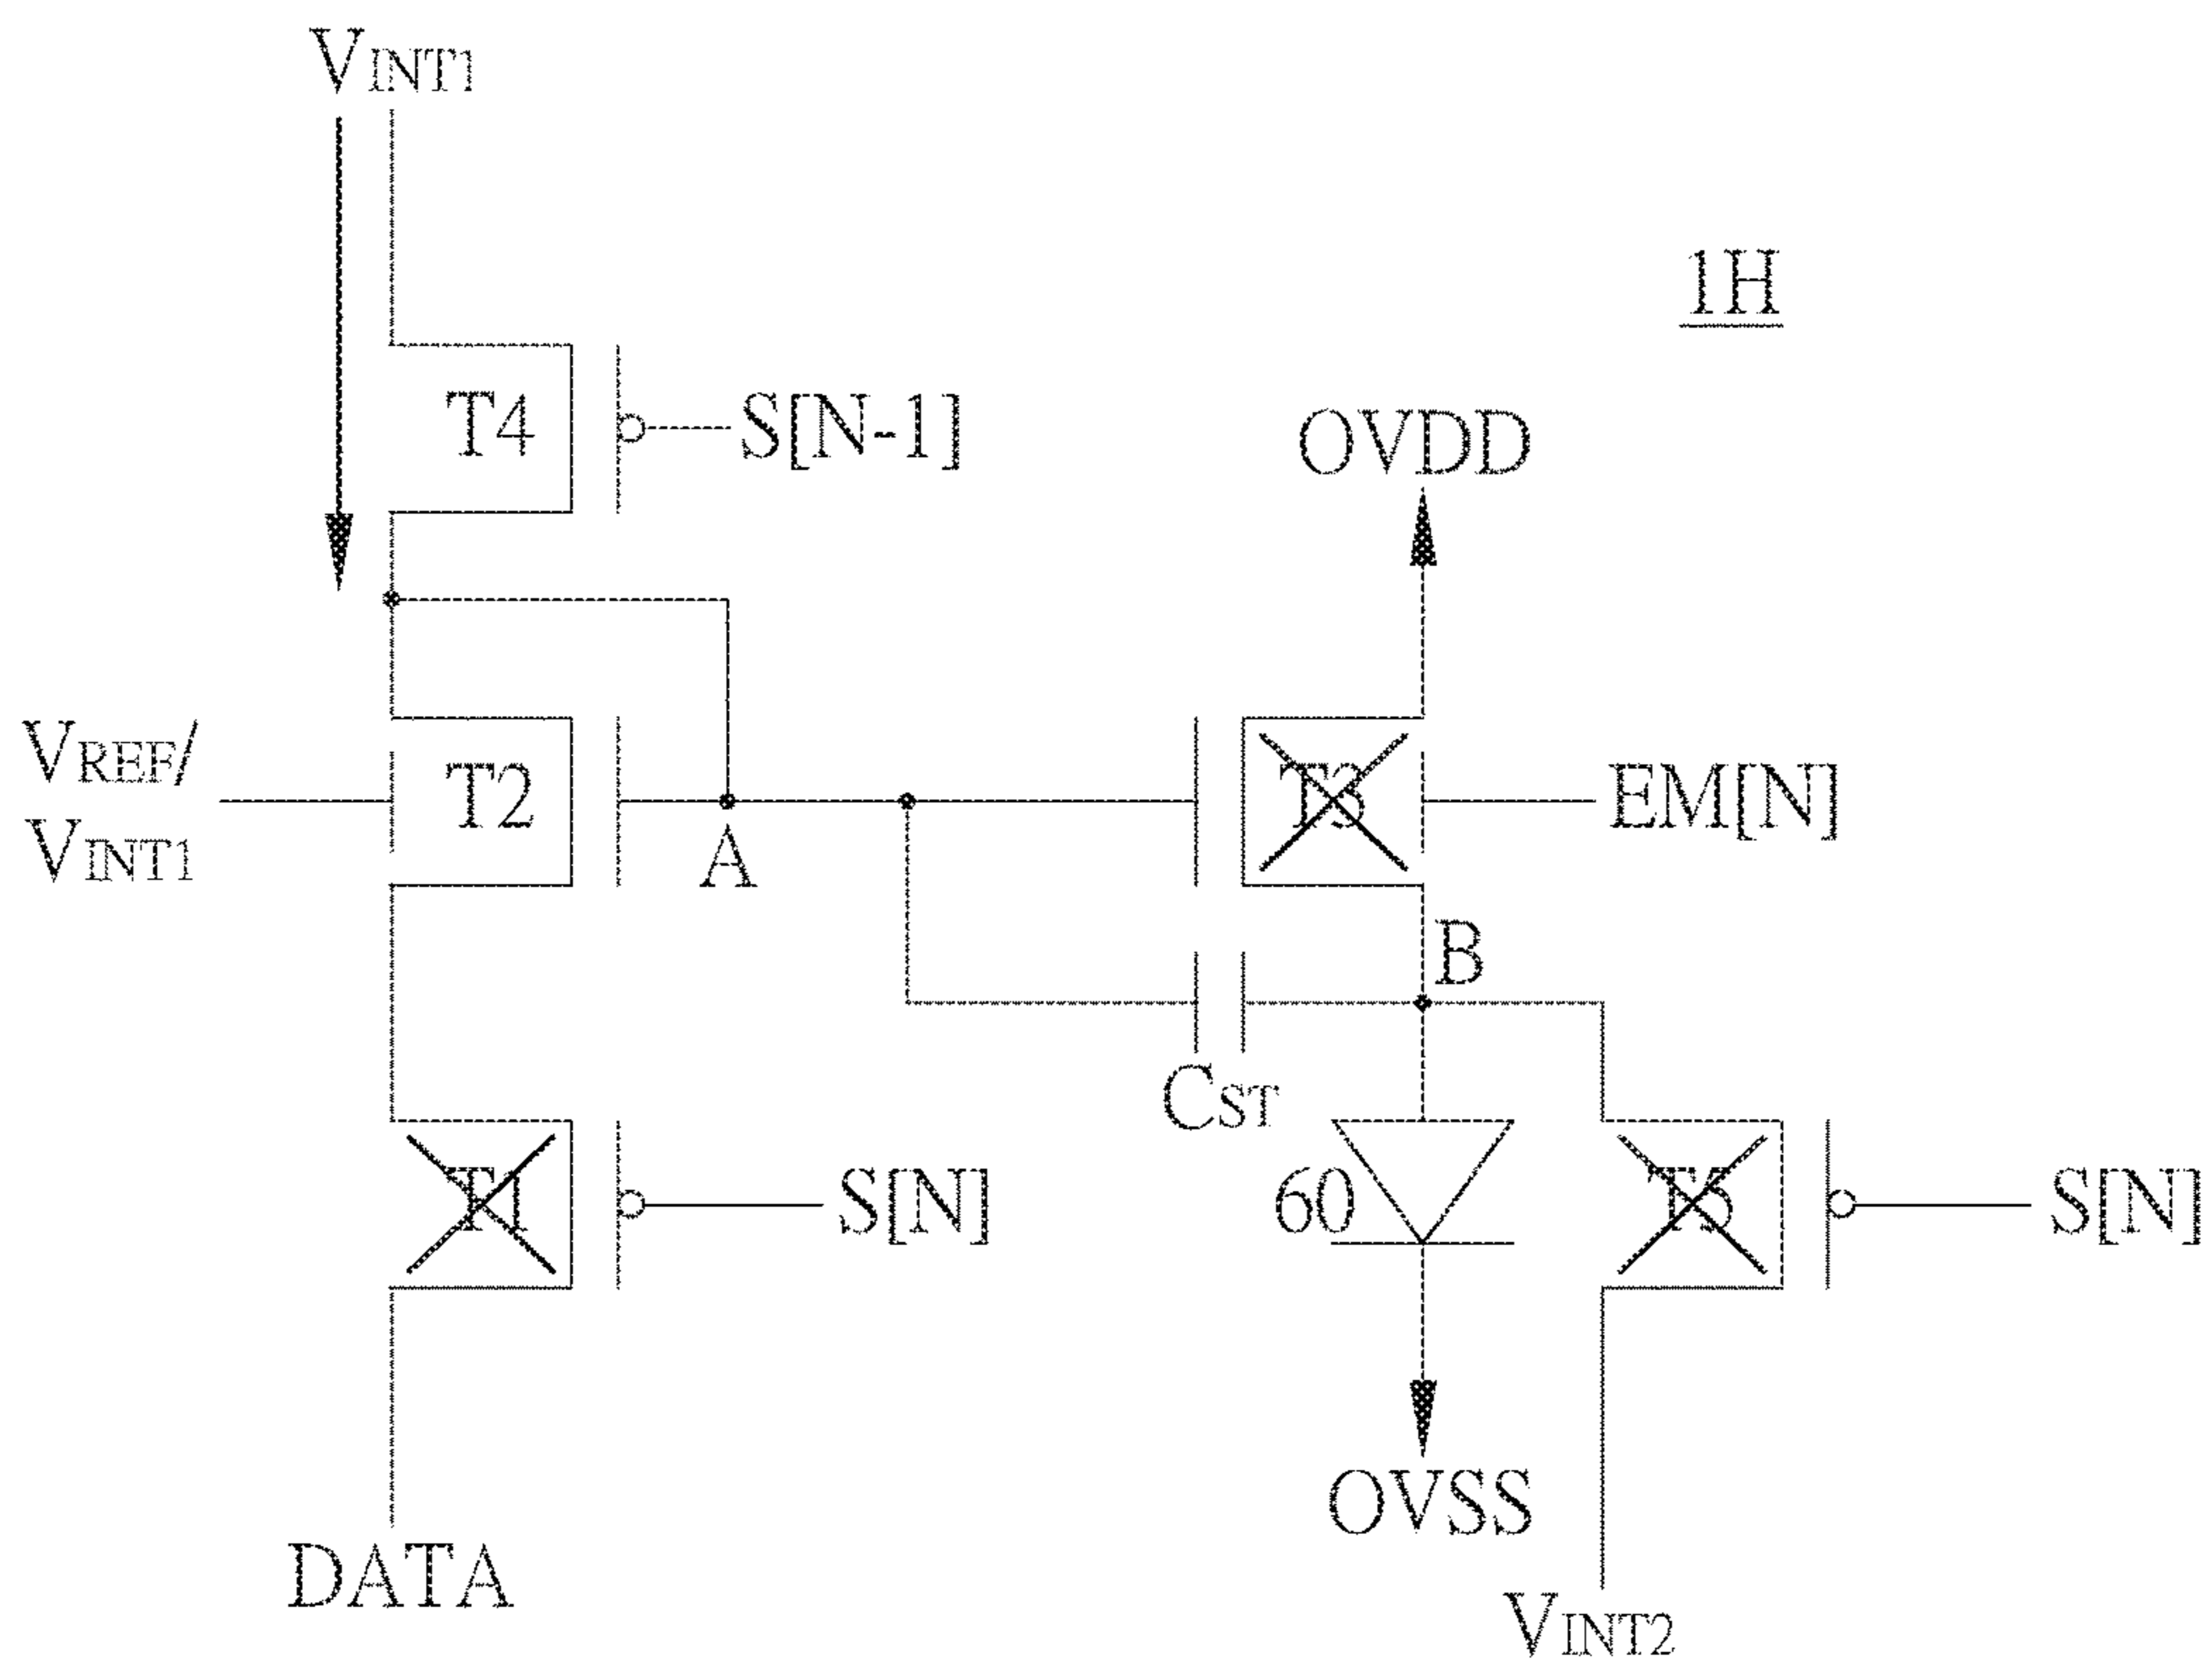 VINT1
1H
T4
S[N-1]
OVDD
VREF/
VINT1
T2
A
T3
EM[N]
B
CST
T1
S[N]
60
T5
S[N]
OVSS
DATA
VINT2